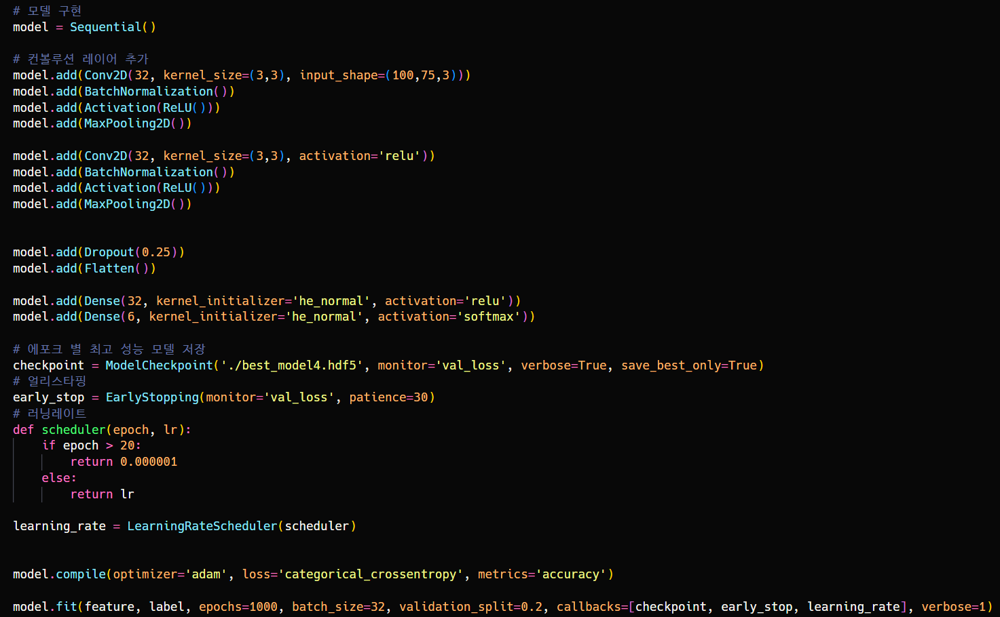 # 모델 구현
model = Sequential()
# 컨볼루션 레이어 추가
model.add(Conv2D(32, kernel_size=(3,3), input_shape=(100,75,3)))
model.add(BatchNormalization())
model.add(Activation(ReLU()))
model.add(MaxPooling2D())
model.add(Conv2D(32, kernel_size=(3,3), activation='relu'))
model.add(BatchNormalization())
model.add(Activation(ReLU()))
model.add(MaxPooling2D())
model.add(Dropout(0.25))
model.add(Flatten())
model.add(Dense(32, kernel_initializer='he_normal', activation='relu'))
model.add(Dense(6, kernel_initializer='he_normal', activation='softmax'))
# 에포크 별 최고 성능 모델 저장
checkpoint = ModelCheckpoint('./best_model4.hdf5', monitor='val_loss', verbose=True, save_best_only=True)
# 얼리스타핑
early_stop = EarlyStopping(monitor='val_loss', patience=30)
# 러닝레이트
def scheduler(epoch, lr):
    if epoch > 20:
        return 0.000001
    else:
        return lr
learning_rate = LearningRateScheduler(scheduler)
model.compile(optimizer='adam', loss='categorical_crossentropy', metrics='accuracy')
model.fit(feature, label, epochs=1000, batch_size=32, validation_split=0.2, callbacks=[checkpoint, early_stop, learning_rate], verbose=1)